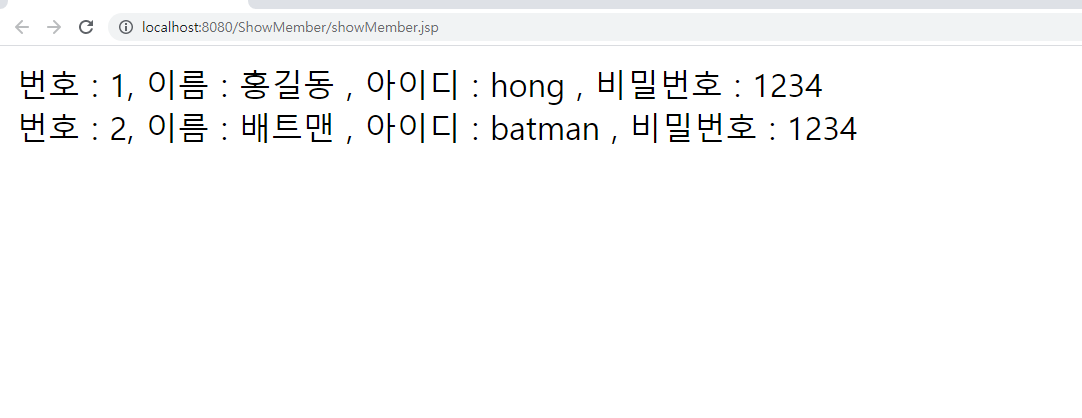 localhost:8080/ShowMember/showMember.jsp
번호 : 1, 이름 : 홍길동 , 아이디 : hong , 비밀번호 : 1234
번호 : 2, 이름 : 배트맨 , 아이디 : batman , 비밀번호 : 1234